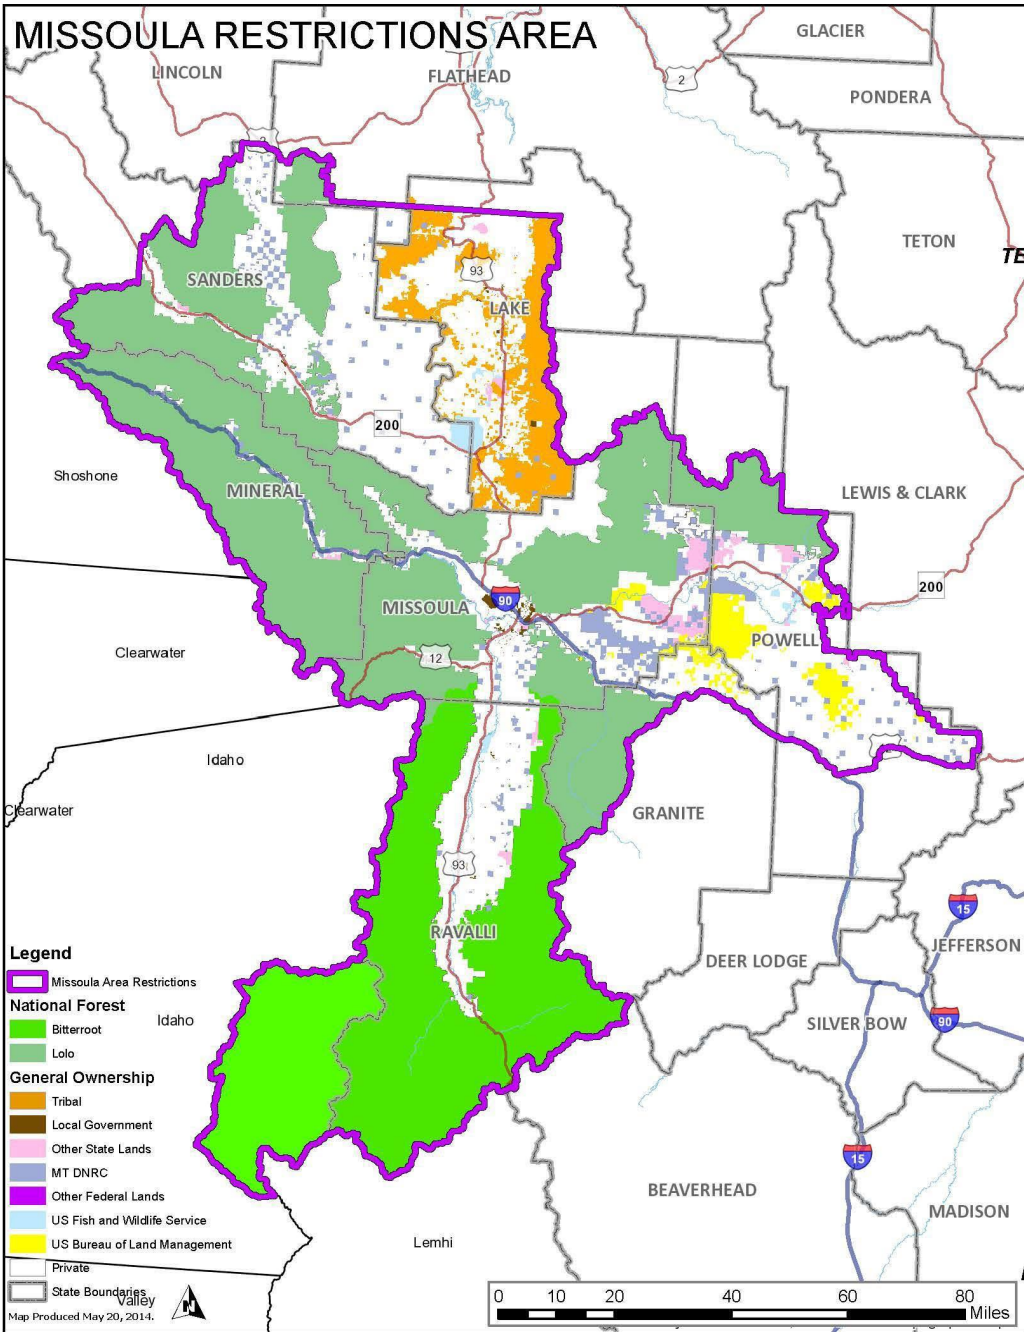 MISSOULA RESTRICTIONS AREA
GLACIER
LINCOLN
FLATHEAD
2
PONDERA
2
TETON
TE
93
SANDERS
LAKE
200
Shoshone
MINERAL
LEWIS & CLARK
200
90
MISSOULA
POWELL
12
Clearwater
Idaho
Clearwater
GRANITE
93
15
RAVALLI
JEFFERSON
DEER LODGE
90
SILVER BOW
15
BEAVERHEAD
MADISON
Lemhi
Idaho
Valley
Legend
Missoula Area Restrictions
National Forest
Bitterroot
Lolo
General Ownership
Tribal
Local Government
Other State Lands
MT DNRC
Other Federal Lands
US Fish and Wildlife Service
US Bureau of Land Management
Private
State Boundaries
Map Produced May 20, 2014.
N
0 10 20 40 60 80
Miles